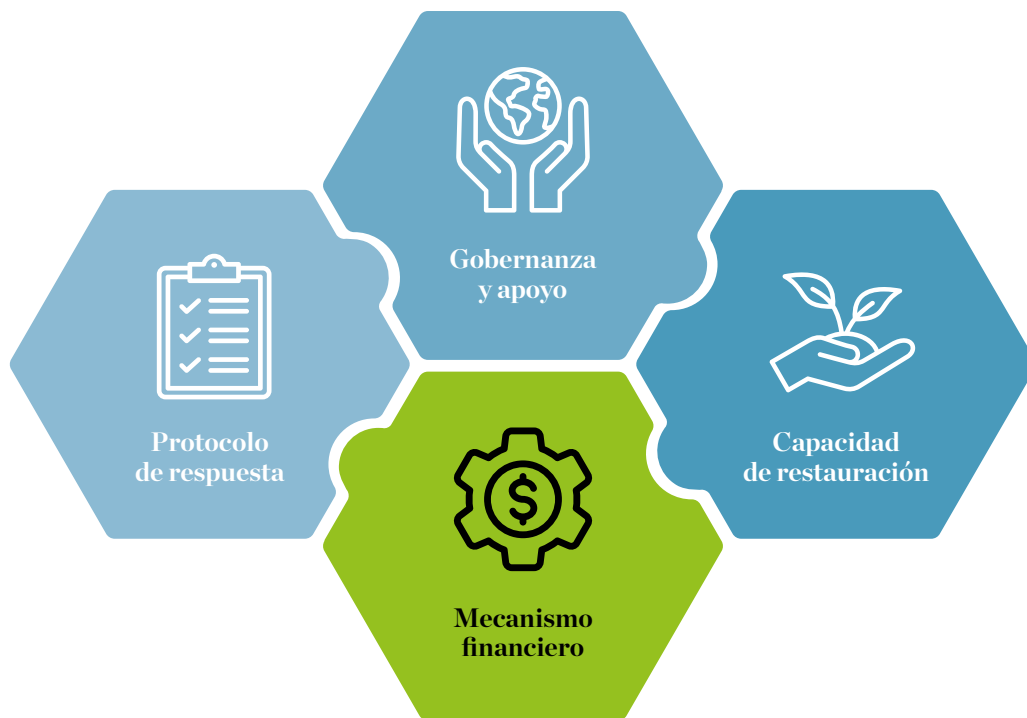 Gobernanza
y apoyo
Protocolo
de respuesta
Capacidad
de restauración
$
Mecanismo
financiero